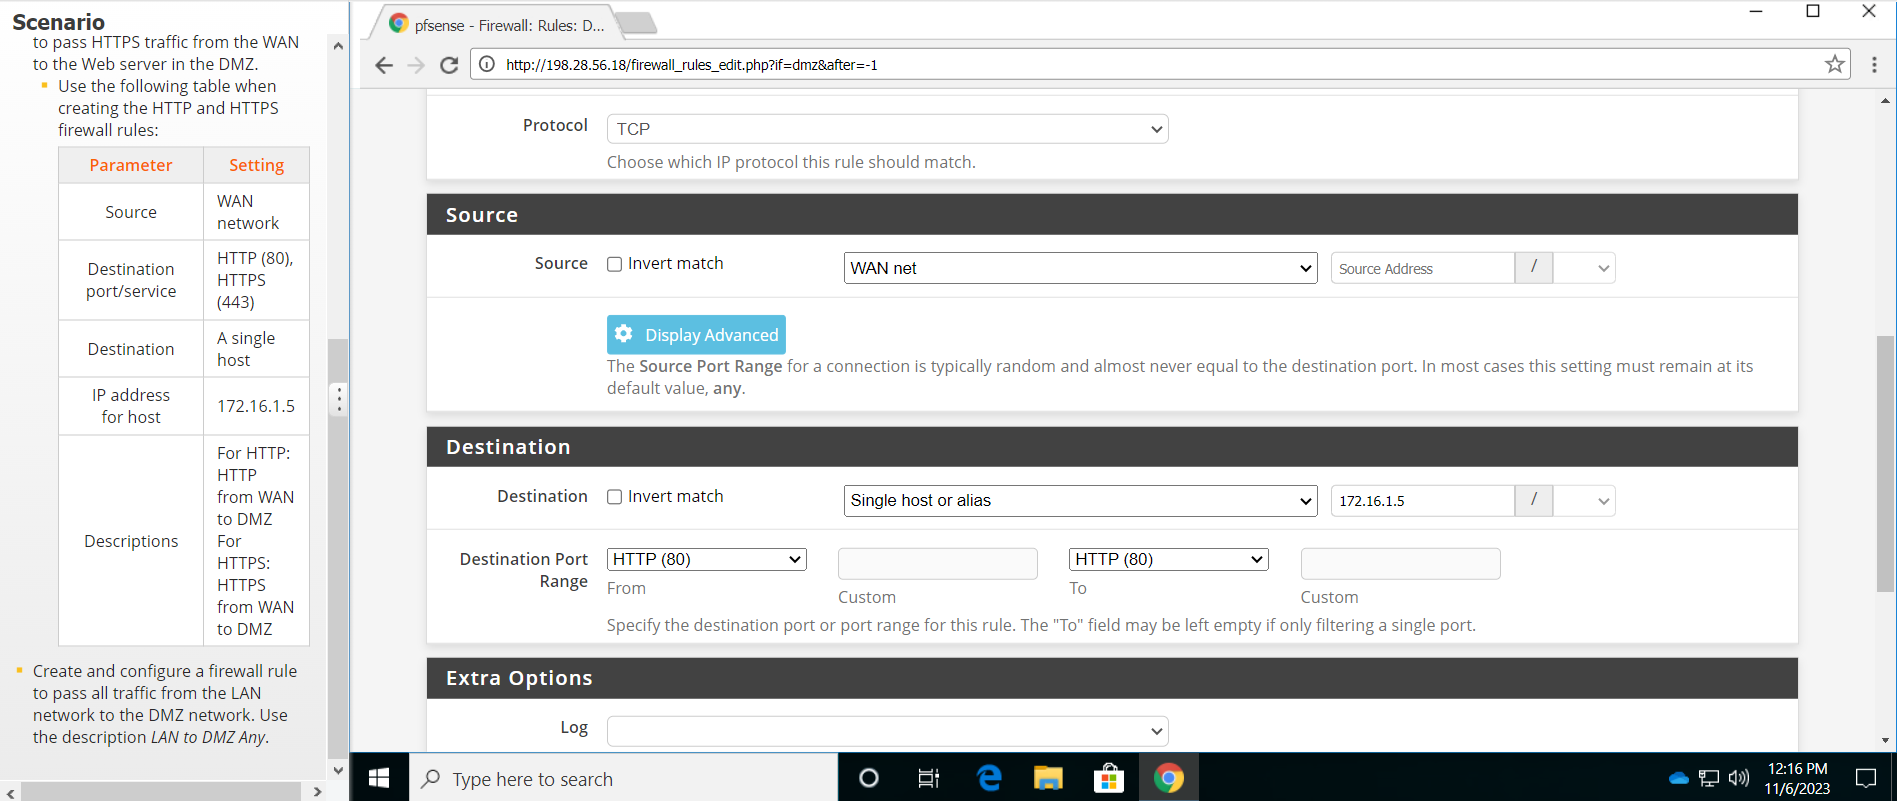 Scenario
to pass HTTPS traffic from the WAN
to the Web server in the DMZ.
Use the following table when
creating the HTTP and HTTPS
firewall rules:
Parameter Setting
Source WAN
network
Destination
port/service HTTP (80),
HTTPS
(443)
Destination A single
host
IP address
for host 172.16.1.5
Descriptions For HTTP:
HTTP
from WAN
to DMZ
For
HTTPS:
HTTPS
from WAN
to DMZ
Create and configure a firewall rule
to pass all traffic from the LAN
network to the DMZ network. Use
the description LAN to DMZ Any.
pfsense - Firewall: Rules: D...
http://198.28.56.18/firewall_rules_edit.php?if=dmz&after=-1
Protocol TCP
Choose which IP protocol this rule should match.
Source
Source Invert match WAN net Source Address /
Display Advanced
The Source Port Range for a connection is typically random and almost never equal to the destination port. In most cases this setting must remain at its
default value, any.
Destination
Destination Invert match Single host or alias 172.16.1.5 /
Destination Port
Range HTTP (80) HTTP (80)
From Custom To Custom
Specify the destination port or port range for this rule. The "To" field may be left empty if only filtering a single port.
Extra Options
Log
Type here to search
12:16 PM
11/6/2023